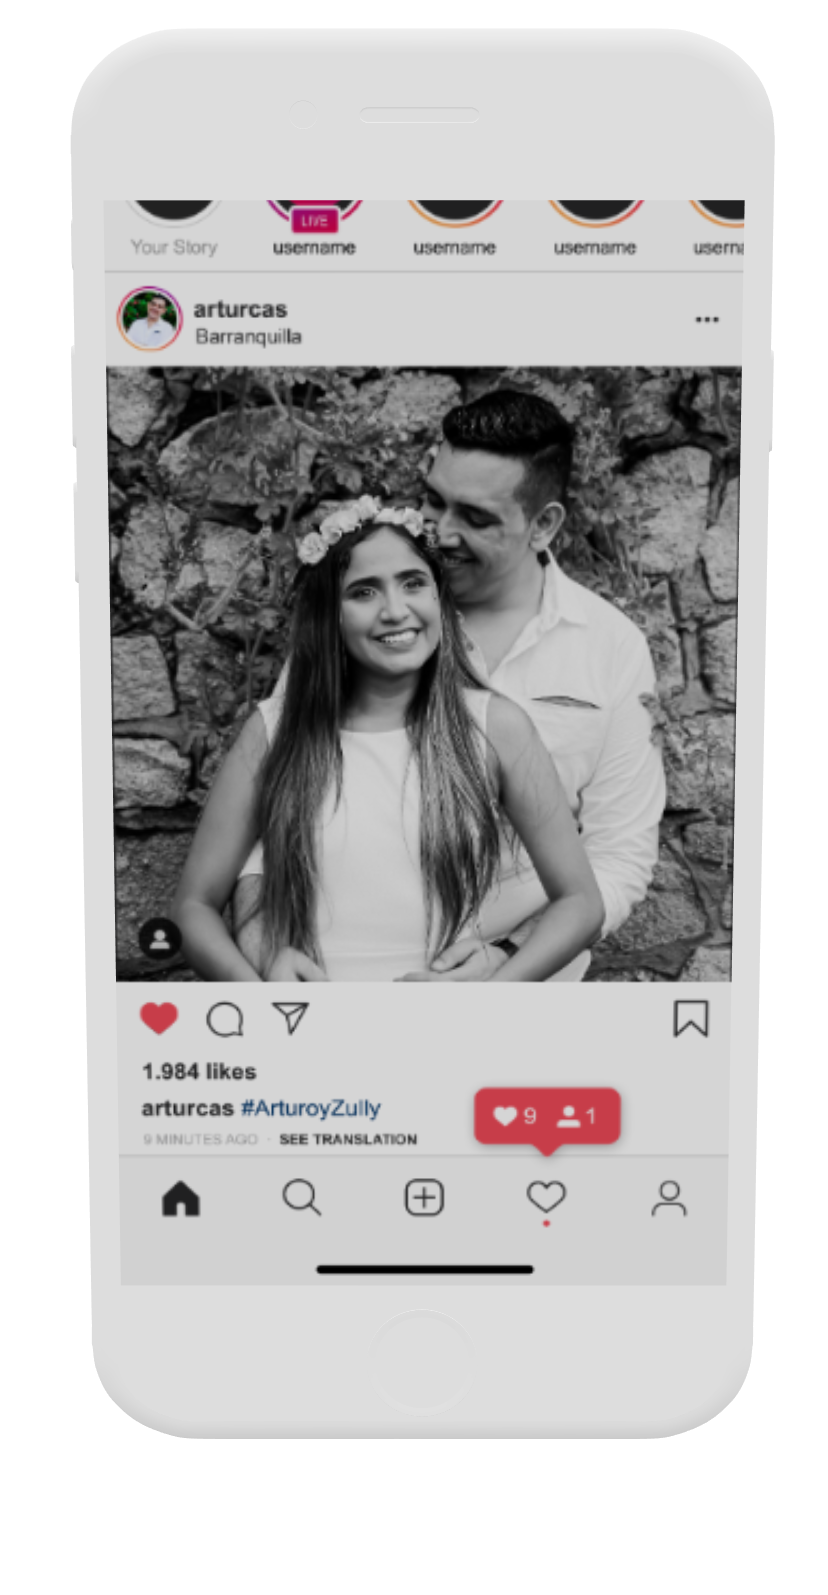 LIVE
Your Story username username username userna
arturcas
Barranquilla
1.984 likes
arturcas #ArturoyZully
9 1
9 MINUTES AGO · SEE TRANSLATION